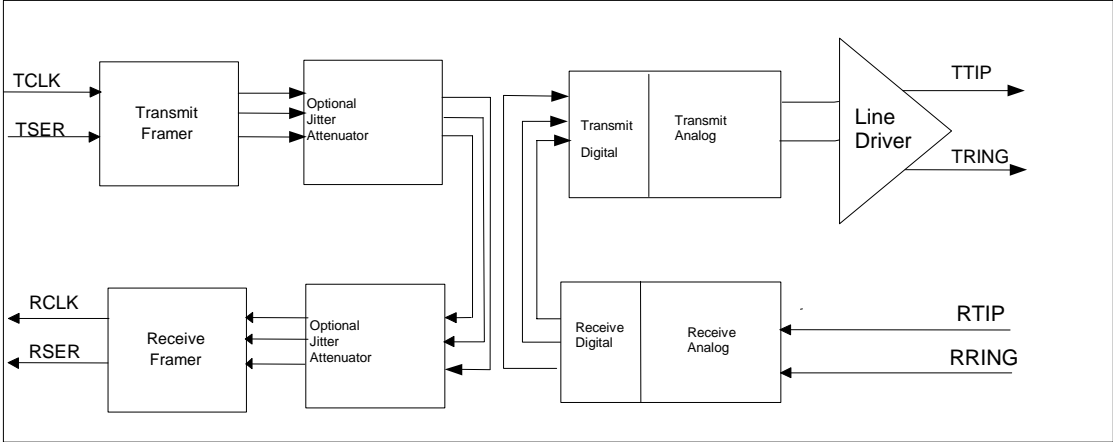 TCLK
TSER
Transmit
Framer
Optional
Jitter
Attenuator
Transmit
Digital
Transmit
Analog
Line
Driver
TTIP
TRING
RCLK
RSER
Receive
Framer
Optional
Jitter
Attenuator
Receive
Digital
Receive
Analog
RTIP
RRING